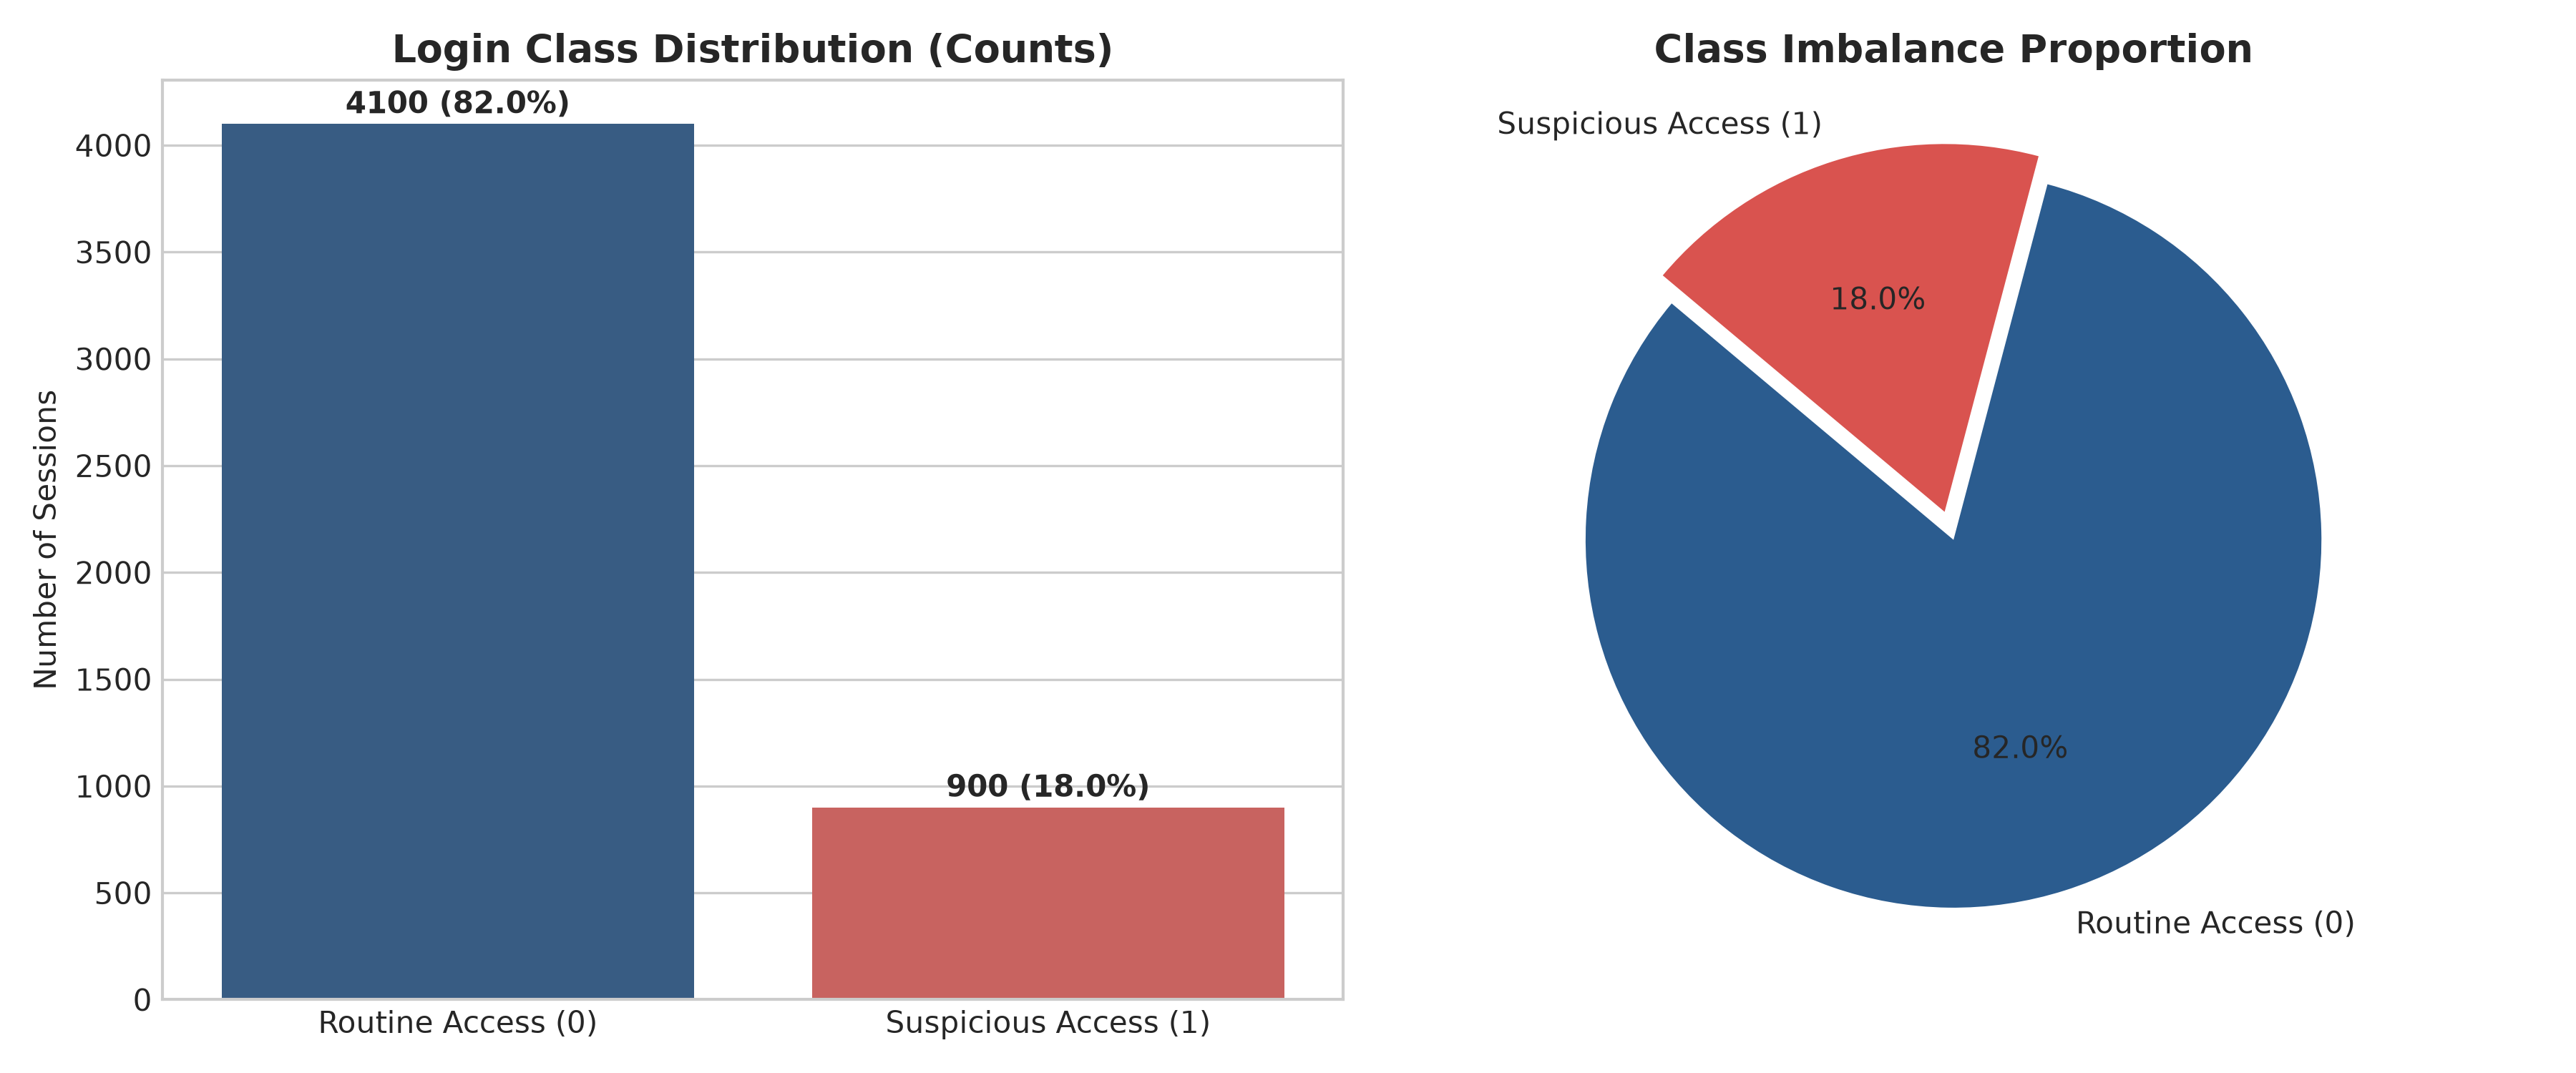 Login Class Distribution (Counts)
4100 (82.0%)
4000
3500
3000
2500
2000
1500
1000
500
0
Number of Sessions
900 (18.0%)
Routine Access (0)
Suspicious Access (1)
Class Imbalance Proportion
Suspicious Access (1)
18.0%
82.0%
Routine Access (0)